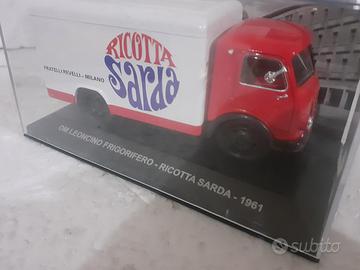 RICOTTA
Sarda
FRATELLI REVELLI - MILANO
OM LEONCINO FRIGORIFERO - RICOTTA SARDA - 1961
subito